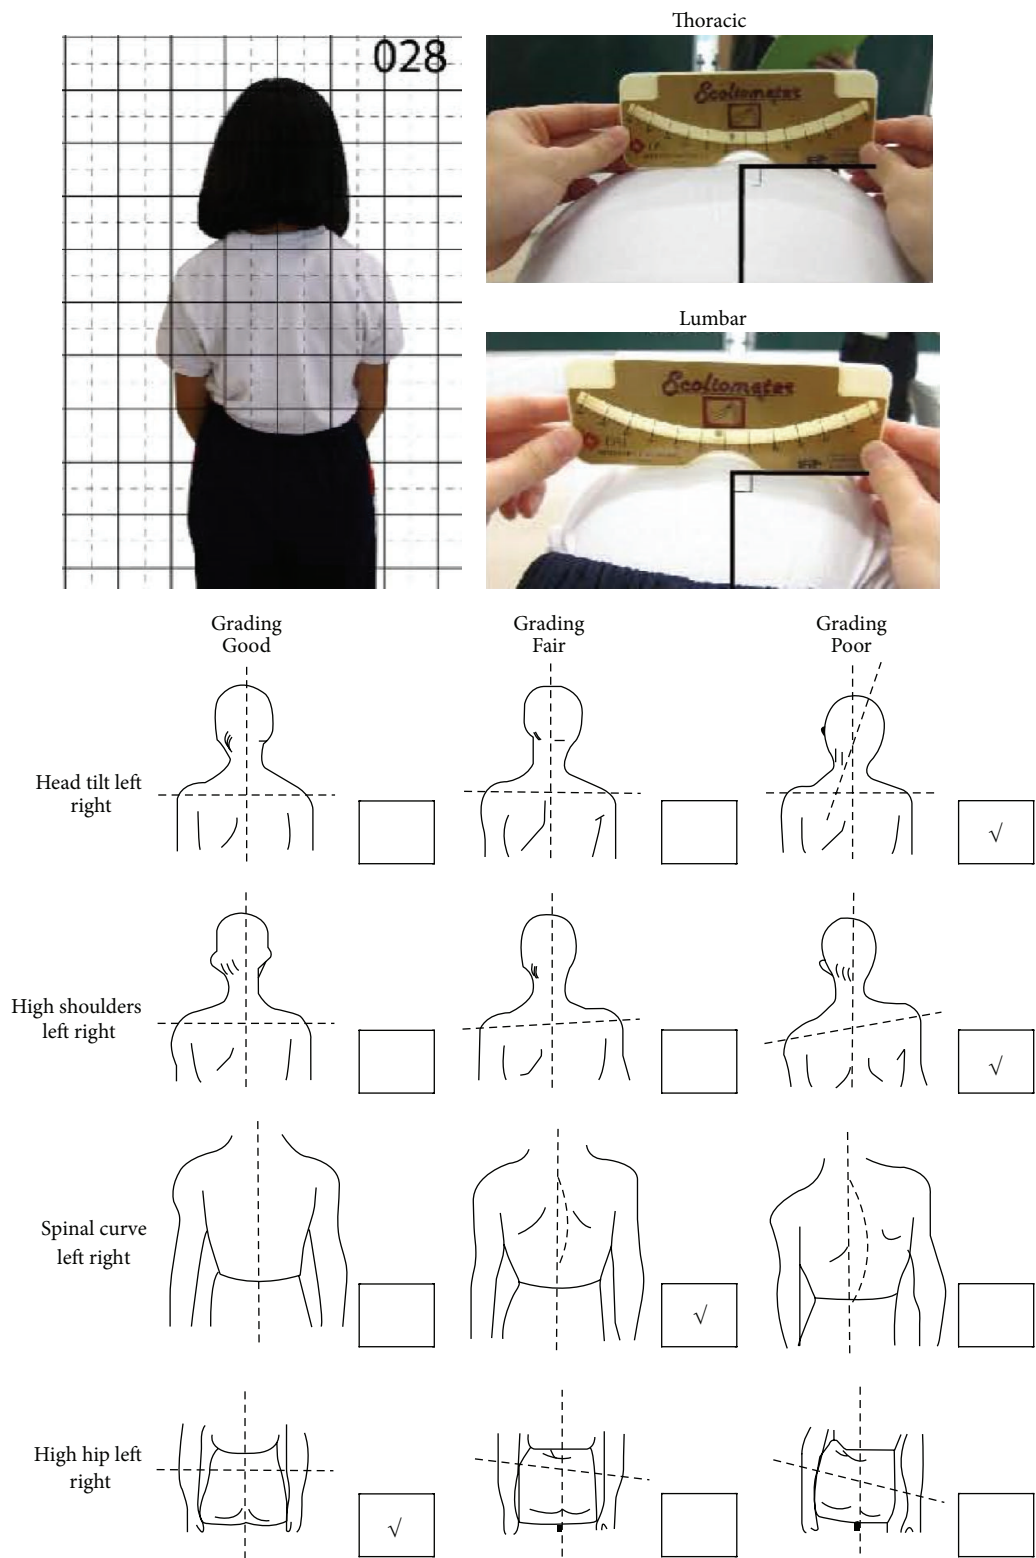 028
Thoracic
Scoliometer
Lumbar
Scoliometer
Grading Good
Grading Fair
Grading Poor
Head tilt left
right
√
High shoulders
left right
√
Spinal curve
left right
√
High hip left
right
√